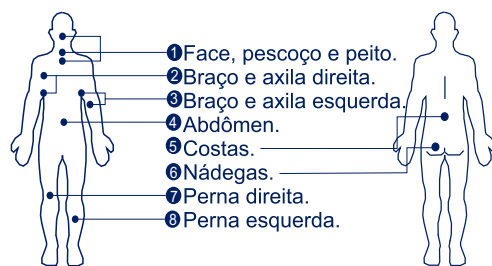 1 Face, pescoço e peito.
2 Braço e axila direita.
3 Braço e axila esquerda.
4 Abdômen.
5 Costas.
6 Nádegas.
7 Perna direita.
8 Perna esquerda.